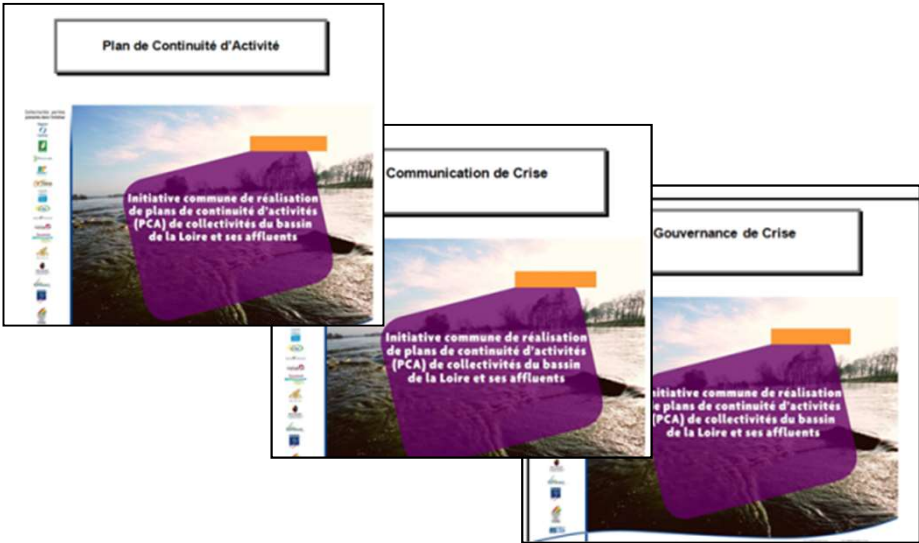 Plan de Continuité d'Activité
Initiative commune de réalisation
de plans de continuité d'activités
(PCA) de collectivités du bassin
de la Loire et ses affluents
Communication de Crise
Initiative commune de réalisation
de plans de continuité d'activités
(PCA) de collectivités du bassin
de la Loire et ses affluents
Gouvernance de Crise
nitiative commune de réalisation
e plans de continuité d'activités
(PCA) de collectivités du bassin
de la Loire et ses affluents